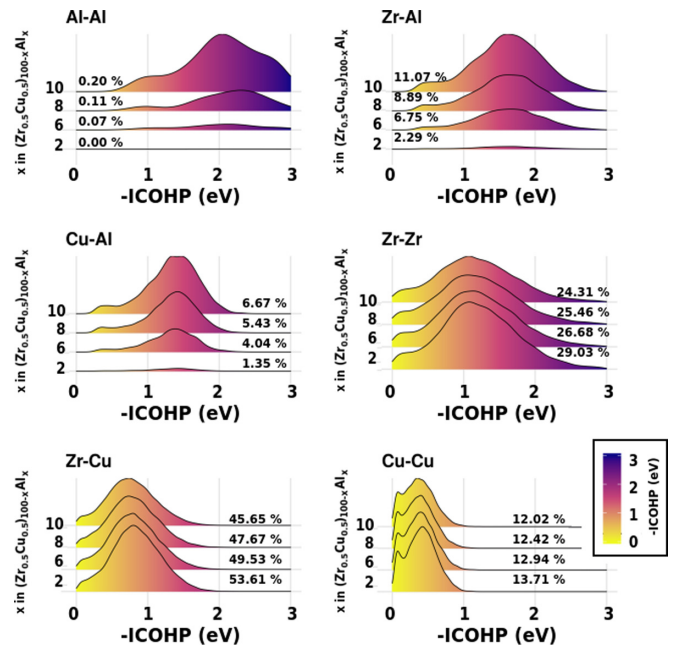 Al-Al
x in (Zr0.5Cu0.5)100-xAlx
0.20 %
10
0.11 %
8
0.07 %
6
0.00 %
2
0 1 2 3
-ICOHP (eV)
Zr-Al
x in (Zr0.5Cu0.5)100-xAlx
11.07 %
10
8.89 %
8
6.75 %
6
2.29 %
2
0 1 2 3
-ICOHP (eV)
Cu-Al
x in (Zr0.5Cu0.5)100-xAlx
10 6.67 %
8 5.43 %
6 4.04 %
2 1.35 %
0 1 2 3
-ICOHP (eV)
Zr-Zr
x in (Zr0.5Cu0.5)100-xAlx
10 24.31 %
8 25.46 %
6 26.68 %
2 29.03 %
0 1 2 3
-ICOHP (eV)
Zr-Cu
x in (Zr0.5Cu0.5)100-xAlx
10 45.65 %
8 47.67 %
6 49.53 %
2 53.61 %
0 1 2 3
-ICOHP (eV)
Cu-Cu
x in (Zr0.5Cu0.5)100-xAlx
10 12.02 %
8 12.42 %
6 12.94 %
2 13.71 %
0 1 2 3
-ICOHP (eV)
3
2
1
0
-ICOHP (eV)